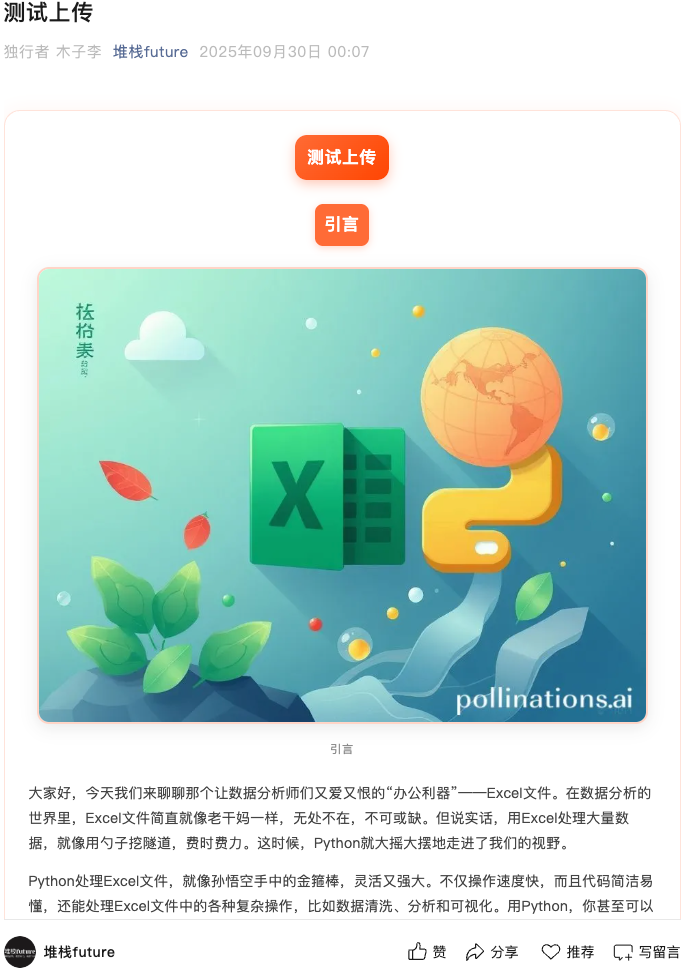 测试上传
独行者 木子李 堆栈future 2025年09月30日 00:07
测试上传
引言
pollinations.ai
引言
大家好，今天我们来聊聊那个让数据分析师们又爱又恨的“办公利器”——Excel文件。在数据分析的
世界里，Excel文件简直就像老干妈一样，无处不在，不可或缺。但说实话，用Excel处理大量数
据，就像用勺子挖隧道，费时费力。这时候，Python就大摇大摆地走进了我们的视野。
Python处理Excel文件，就像孙悟空手中的金箍棒，灵活又强大。不仅操作速度快，而且代码简洁易
懂，还能处理Excel文件中的各种复杂操作，比如数据清洗、分析和可视化。用Python，你甚至可以
堆栈future 赞 分享 推荐 写留言